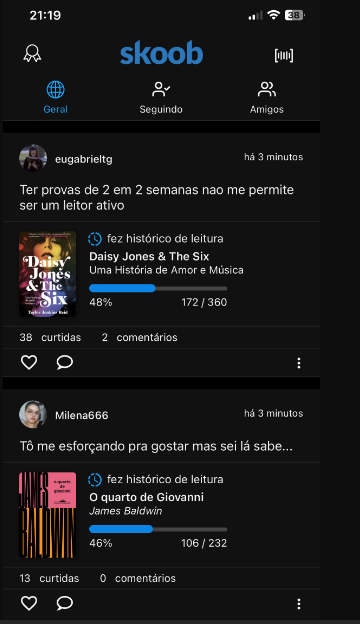 21:19
38
skoob
Geral
Seguindo
Amigos
eugabrieltg
há 3 minutos
Ter provas de 2 em 2 semanas nao me permite
ser um leitor ativo
Daisy
Jones
& The
Six
Taylor Jenkins Reid
fez histórico de leitura
Daisy Jones & The Six
Uma História de Amor e Música
48%
172 / 360
38 curtidas
2 comentários
Milena666
há 3 minutos
Tô me esforçando pra gostar mas sei lá sabe...
o quarto de
giovanni
fez histórico de leitura
O quarto de Giovanni
James Baldwin
46%
106 / 232
13 curtidas
0 comentários